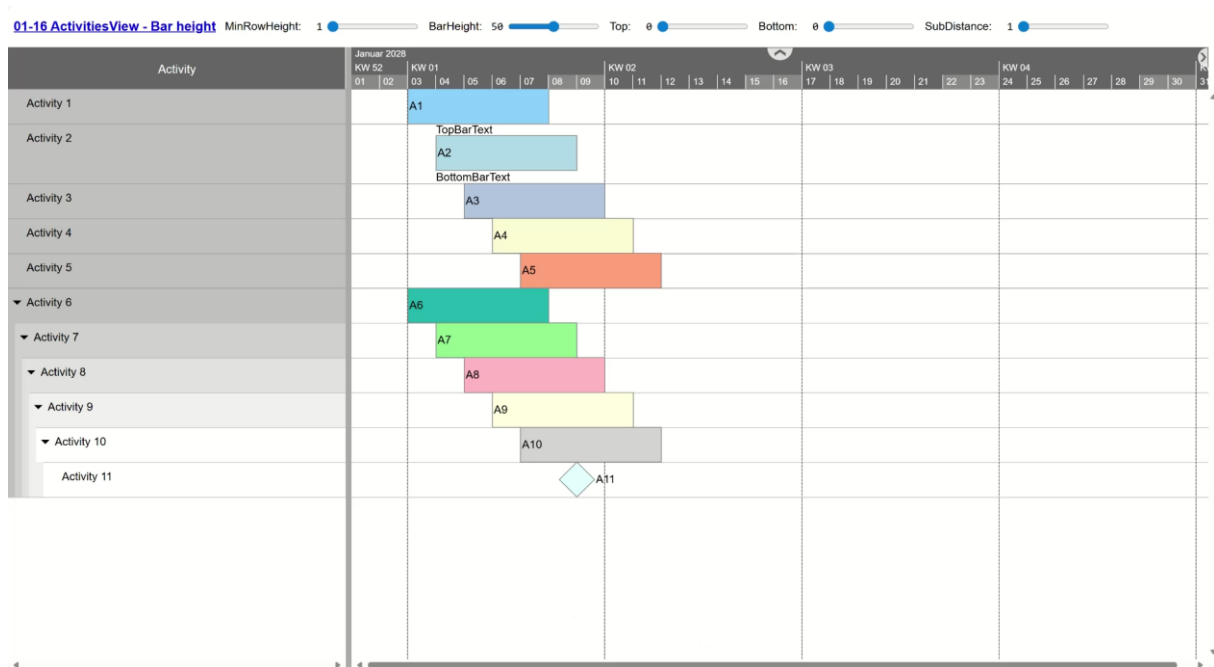 01-16 ActivitiesView - Bar height MinRowHeight: 1 BarHeight: 50 Top: 0 Bottom: 0 SubDistance: 1
Activity
Januar 2028
KW 52 KW 01 KW 02 KW 03 KW 04
01 02 03 04 05 06 07 08 09 10 11 12 13 14 15 16 17 18 19 20 21 22 23 24 25 26 27 28 29 30 31
Activity 1 A1
TopBarText
Activity 2 A2
BottomBarText
Activity 3 A3
Activity 4 A4
Activity 5 A5
Activity 6 A6
Activity 7 A7
Activity 8 A8
Activity 9 A9
Activity 10 A10
Activity 11 A11